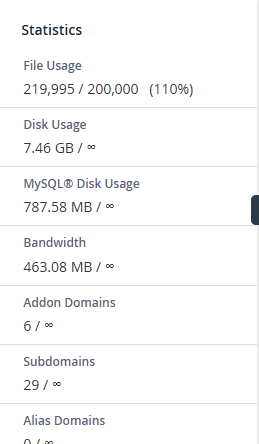 Statistics
File Usage
219,995 / 200,000 (110%)
Disk Usage
7.46 GB / ∞
MySQL® Disk Usage
787.58 MB / ∞
Bandwidth
463.08 MB / ∞
Addon Domains
6 / ∞
Subdomains
29 / ∞
Alias Domains
0 / ∞